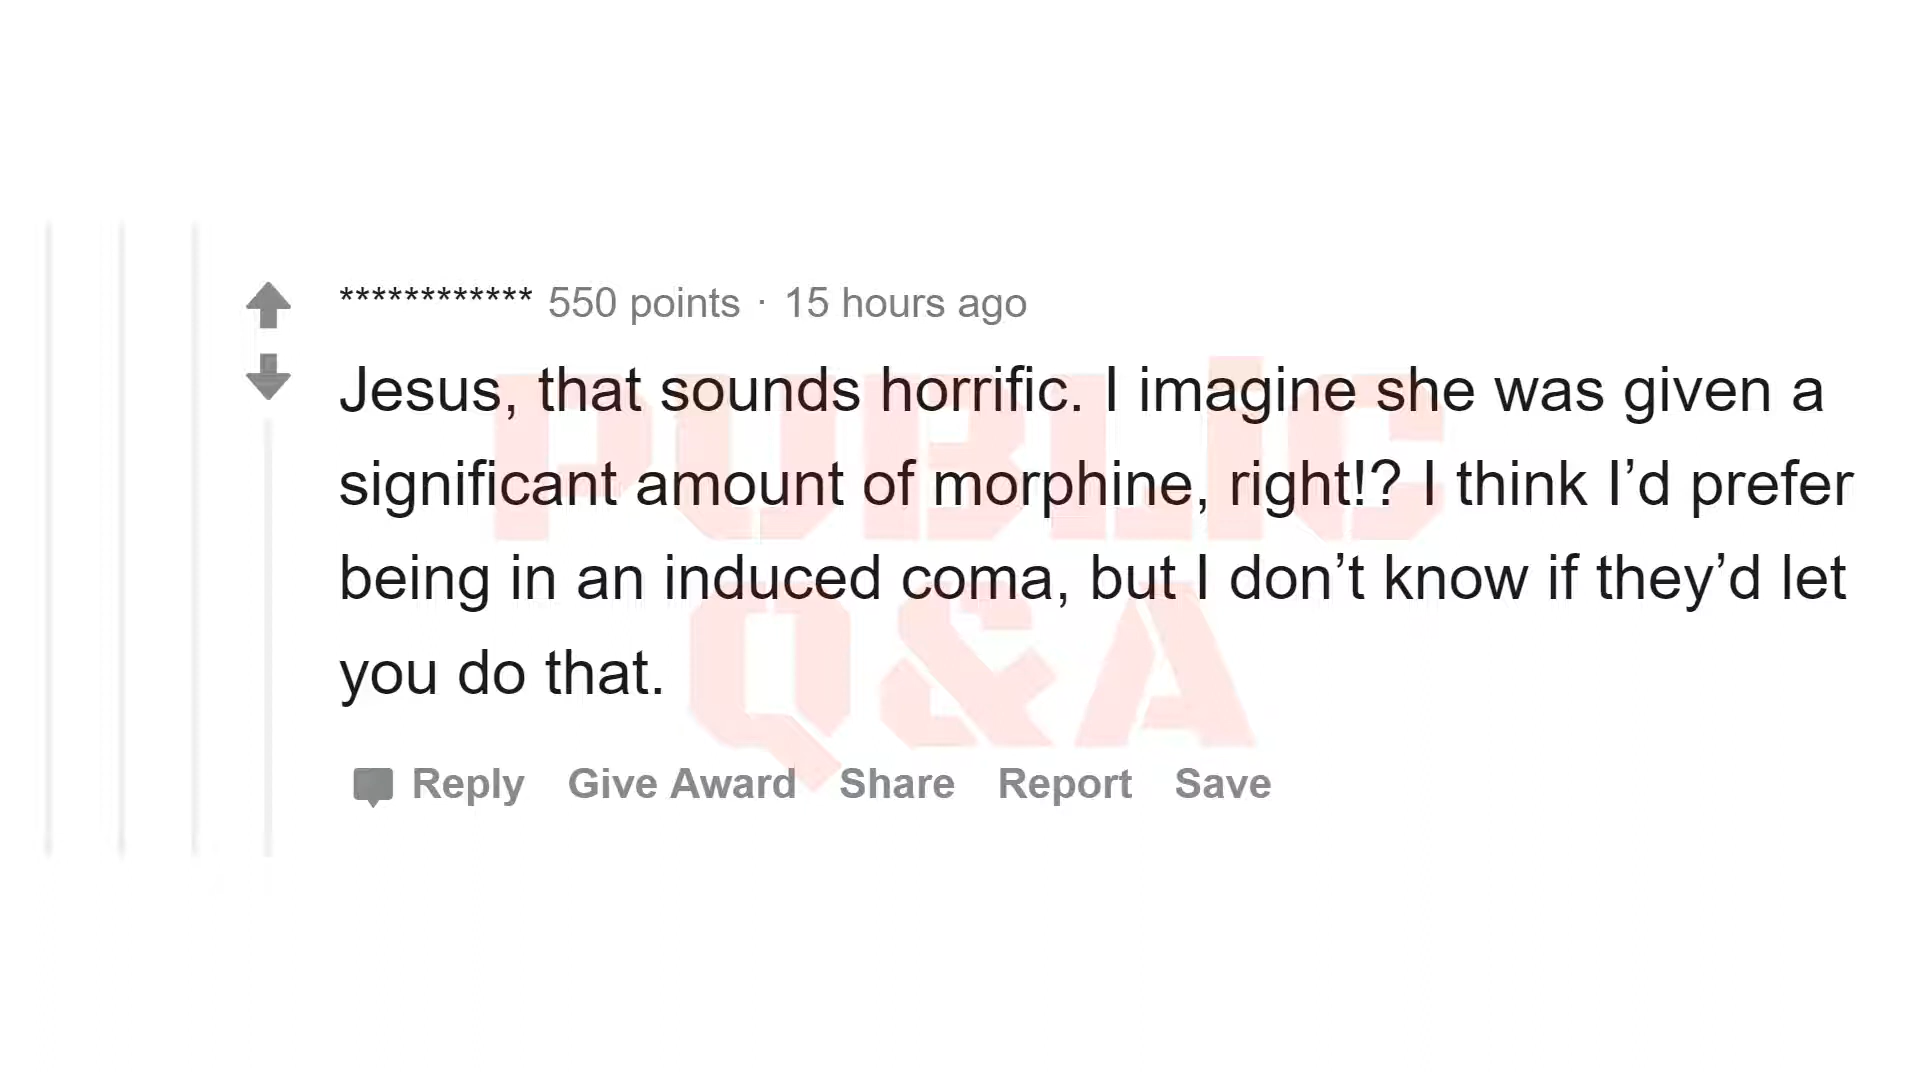 ************ 550 points · 15 hours ago
Jesus, that sounds horrific. I imagine she was given a
significant amount of morphine, right!? I think I’d prefer
being in an induced coma, but I don’t know if they’d let
you do that.
PUBLIC
Q&A
Reply Give Award Share Report Save